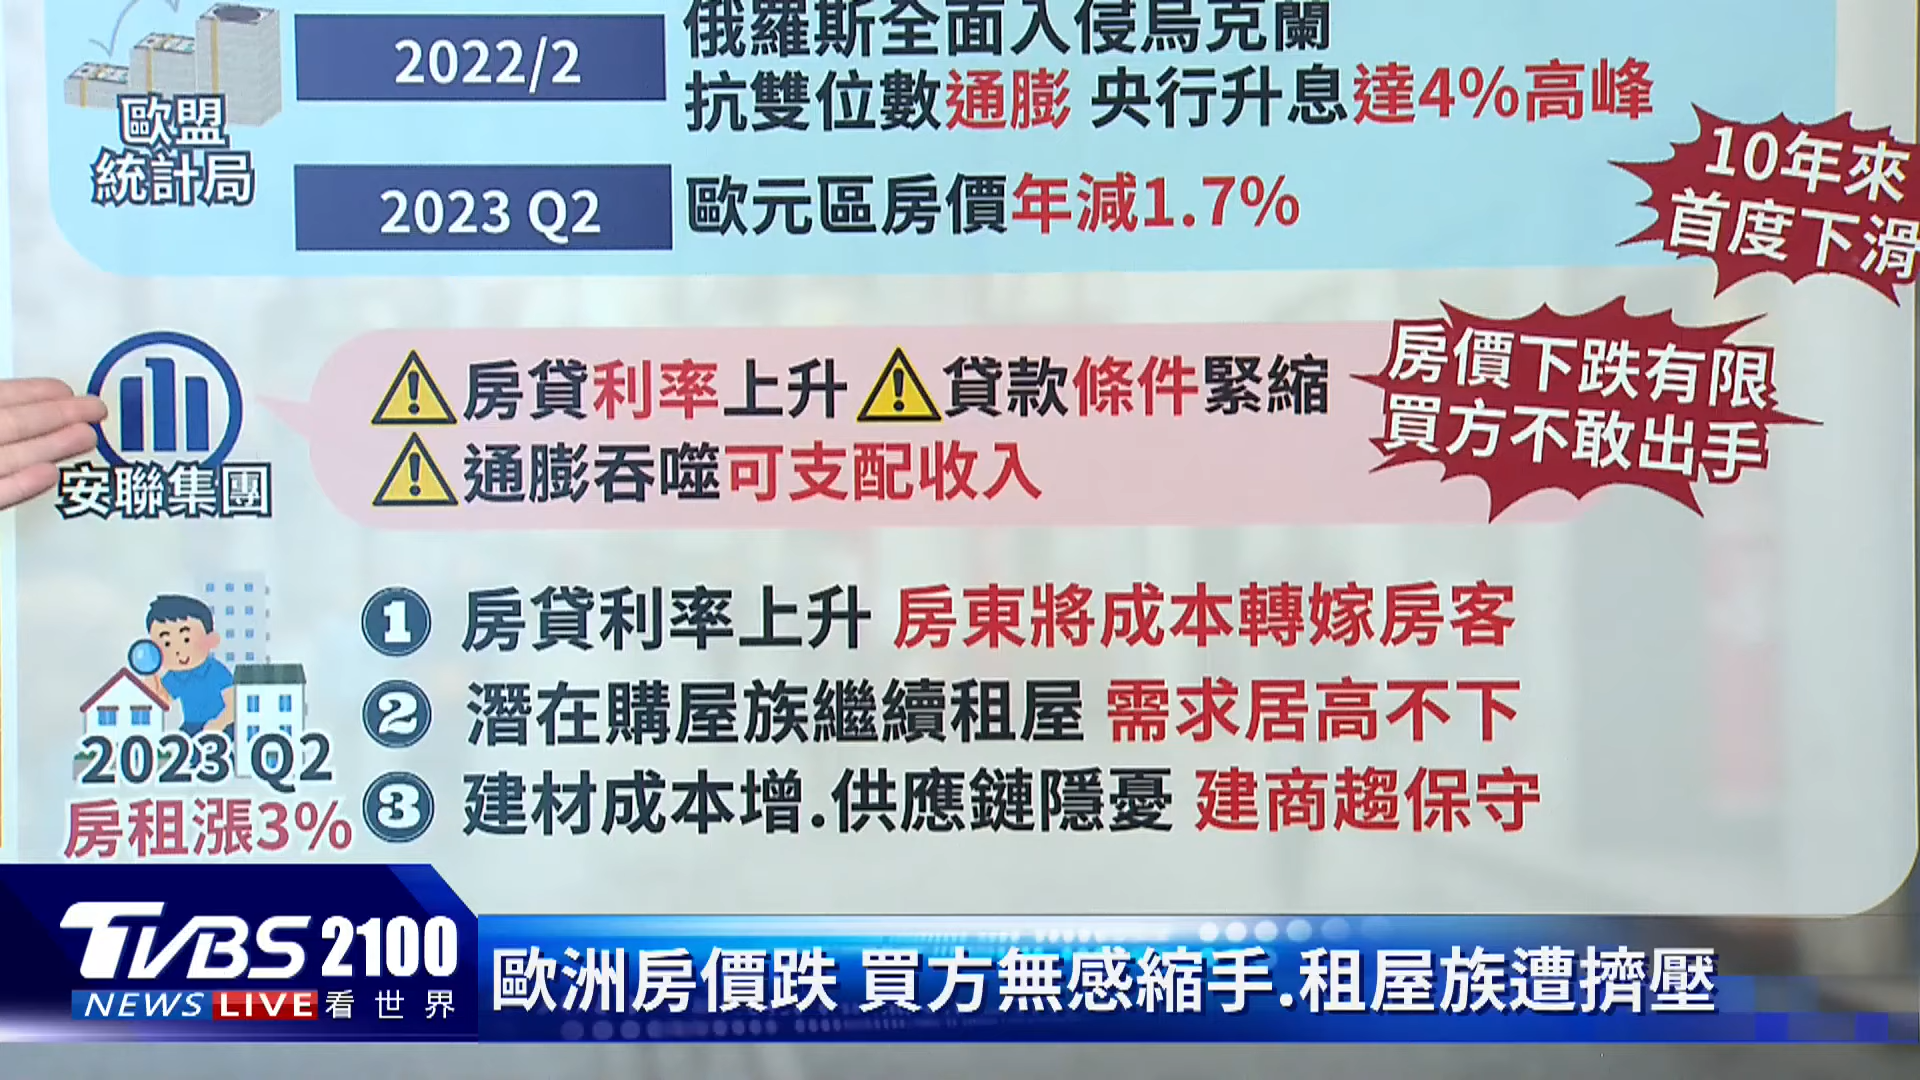 2022/2
俄羅斯全面入侵烏克蘭
抗雙位數通膨 央行升息達4%高峰
歐盟
統計局
2023 Q2
歐元區房價年減1.7%
10年來
首度下滑
安聯集團
房貸利率上升 貸款條件緊縮
通膨吞噬可支配收入
房價下跌有限
買方不敢出手
2023 Q2
房租漲3%
1 房貸利率上升 房東將成本轉嫁房客
2 潛在購屋族繼續租屋 需求居高不下
3 建材成本增.供應鏈隱憂 建商趨保守
TVBS 2100
NEWS LIVE 看世界
歐洲房價跌 買方無感縮手.租屋族遭擠壓